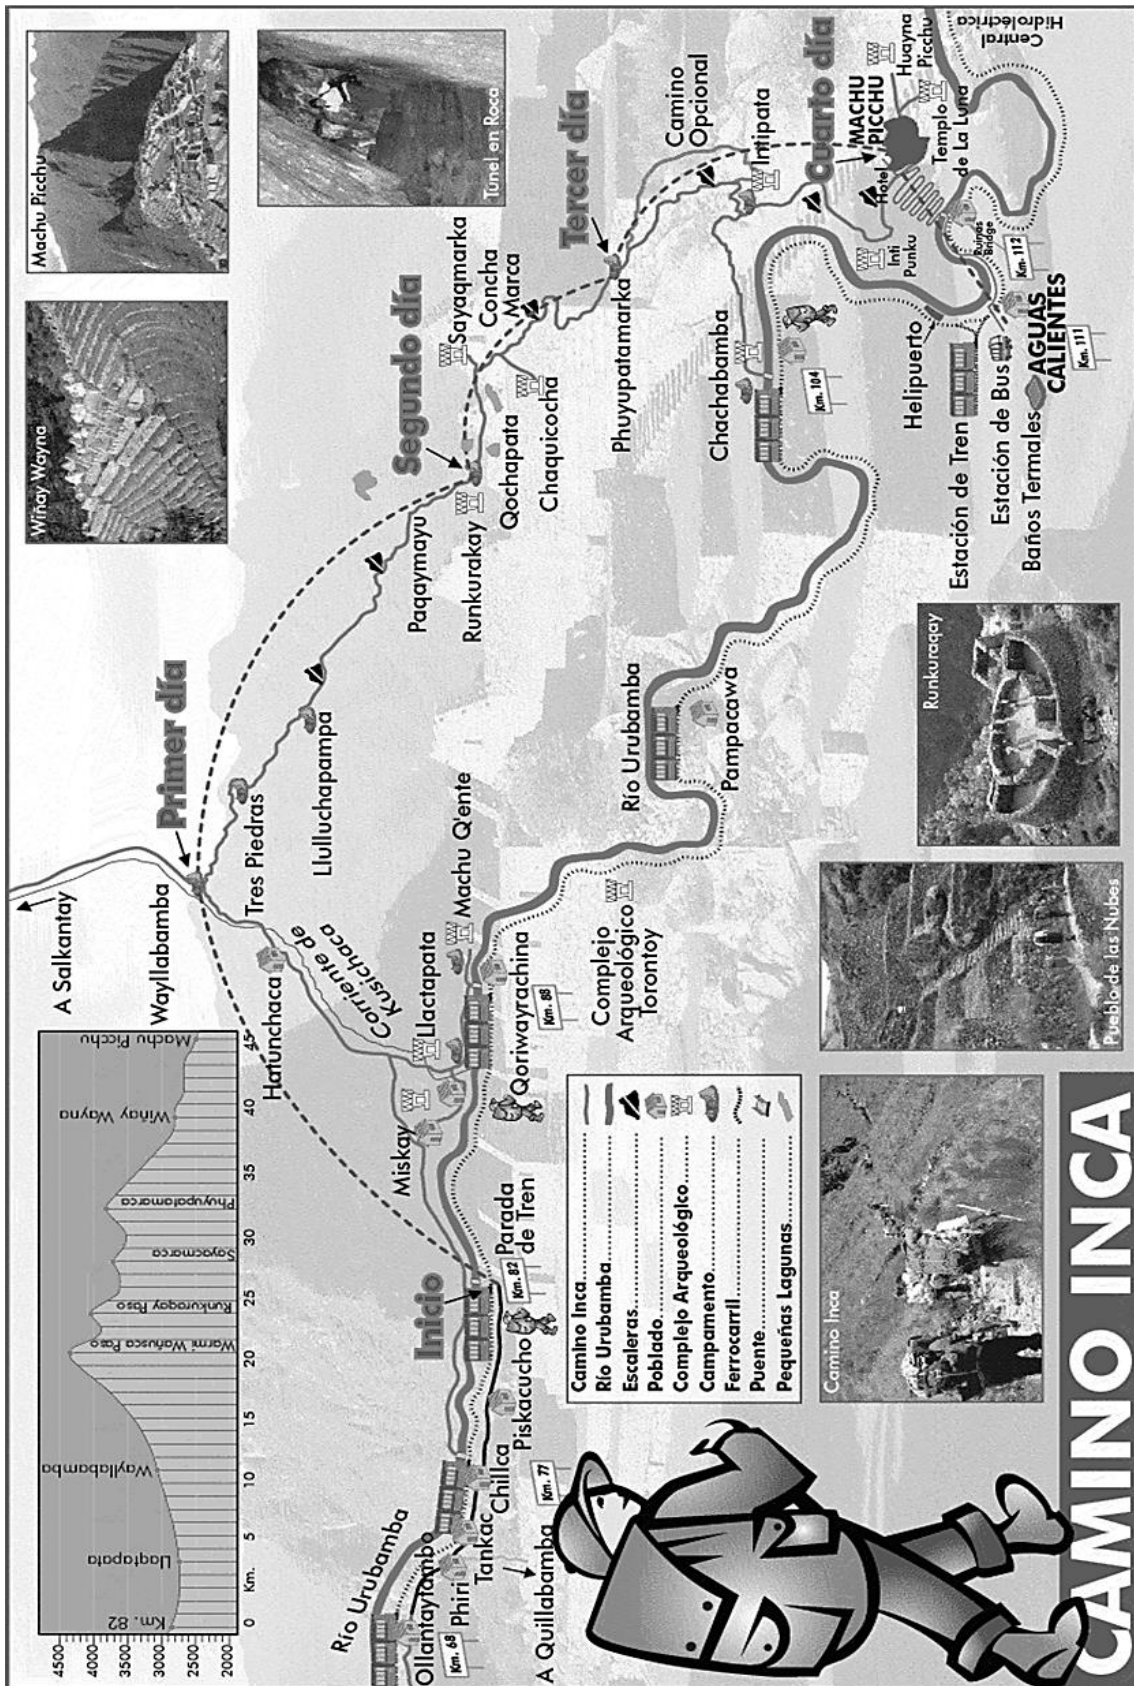 CAMINO INCA
4500
4000
3500
3000
2500
2000
Km. 82
Llaqtapata
Wayllabamba
Warmi Wañusca Paso
Runkuraqay Paso
Sayacmarca
Phuyupatamarca
Wiñay Wayna
Machu Picchu
Km.
0
5
10
15
20
25
30
35
40
45
Wiñay Wayna
Machu Picchu
Tunel en Roca
A Salkantay
Wayllabamba
Primer día
Hatunchaca
Tres Piedras
Llulluchapampa
Corriente de
Kusichaca
Paqaymayu
Runkurakay
Segundo día
Qochapata
Chaquicocha
Sayaqmarka
Concha
Marca
Tercer día
Phuyupatamarka
Camino
Opcional
Intipata
Cuarto día
MACHU
PICCHU
Huayna
Picchu
Templo
de La Luna
Central
Hidroléctrica
Hotel
Ruinas
Bridge
Inti
Punku
Km. 112
Río Urubamba
Ollantaytambo
Km. 68
Phiri
Tankac
A Quillabamba
Chillca
Km. 77
Piskacucho
Inicio
Km. 82
Parada
de Tren
Miskay
Llactapata
Qoriwayrachina
Km. 88
Machu Q'ente
Complejo
Arqueológico
Torontoy
Río Urubamba
Pampacawa
Chachabamba
Km. 104
Helipuerto
Estación de Tren
Estación de Bus
Baños Termales
AGUAS
CALIENTES
Km. 111
Camino Inca
Río Urubamba
Escaleras
Poblado
Complejo Arqueológico
Campamento
Ferrocarril
Puente
Pequeñas Lagunas
Camino Inca
Pueblo de las Nubes
Runkuraqay